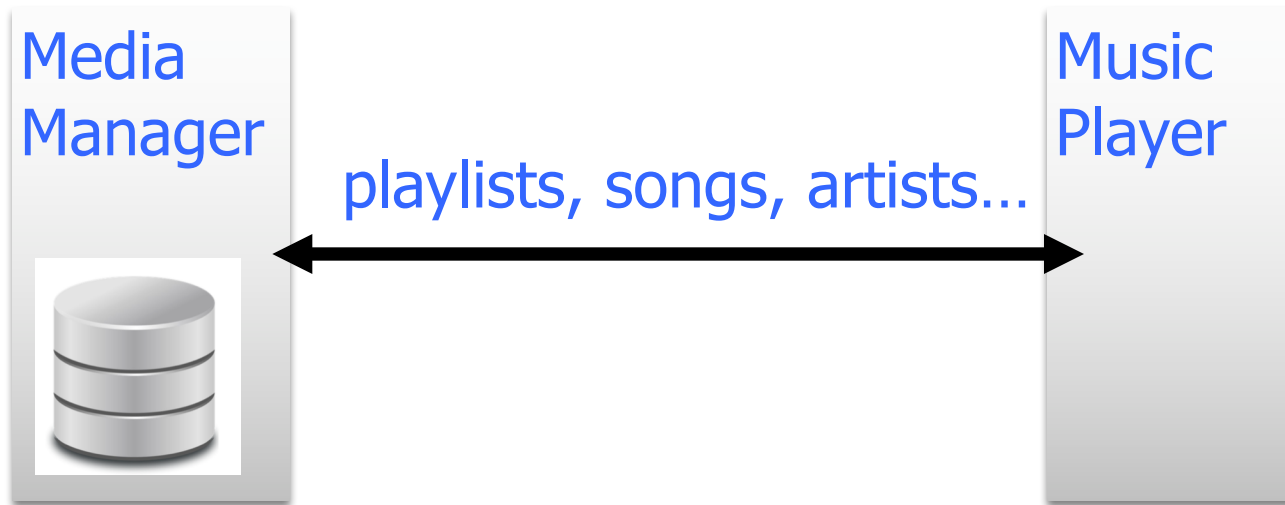 Media
Manager
playlists, songs, artists…
Music
Player